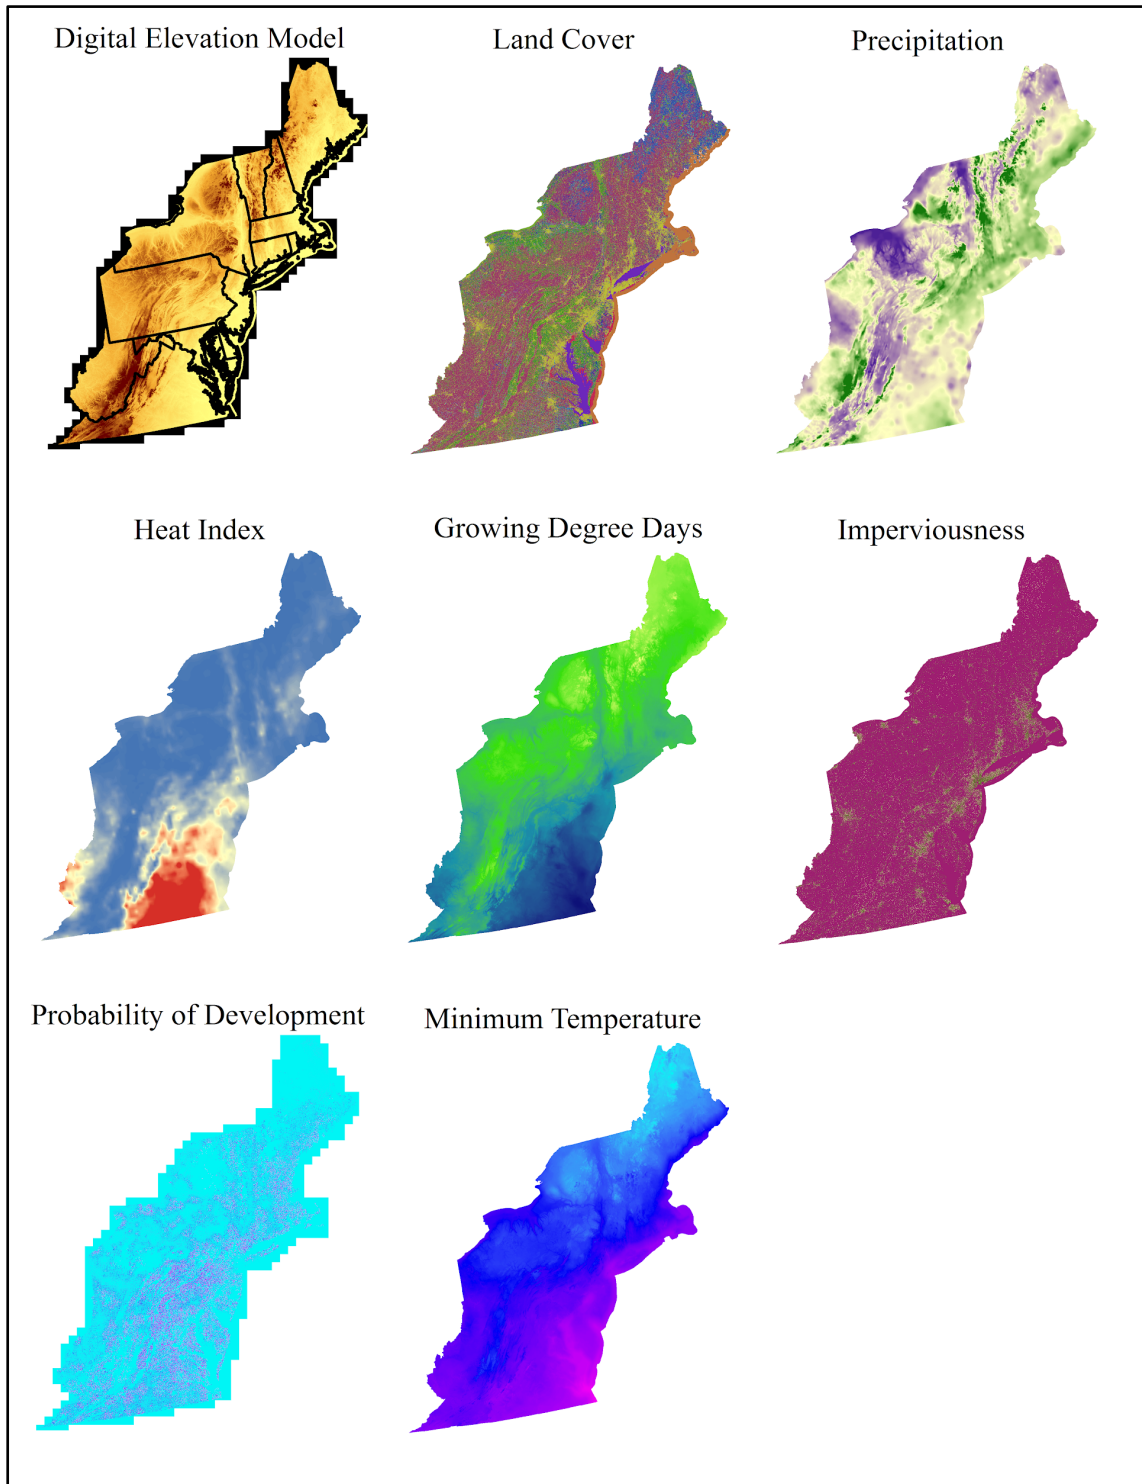 Digital Elevation Model
Land Cover
Precipitation
Heat Index
Growing Degree Days
Imperviousness
Probability of Development
Minimum Temperature